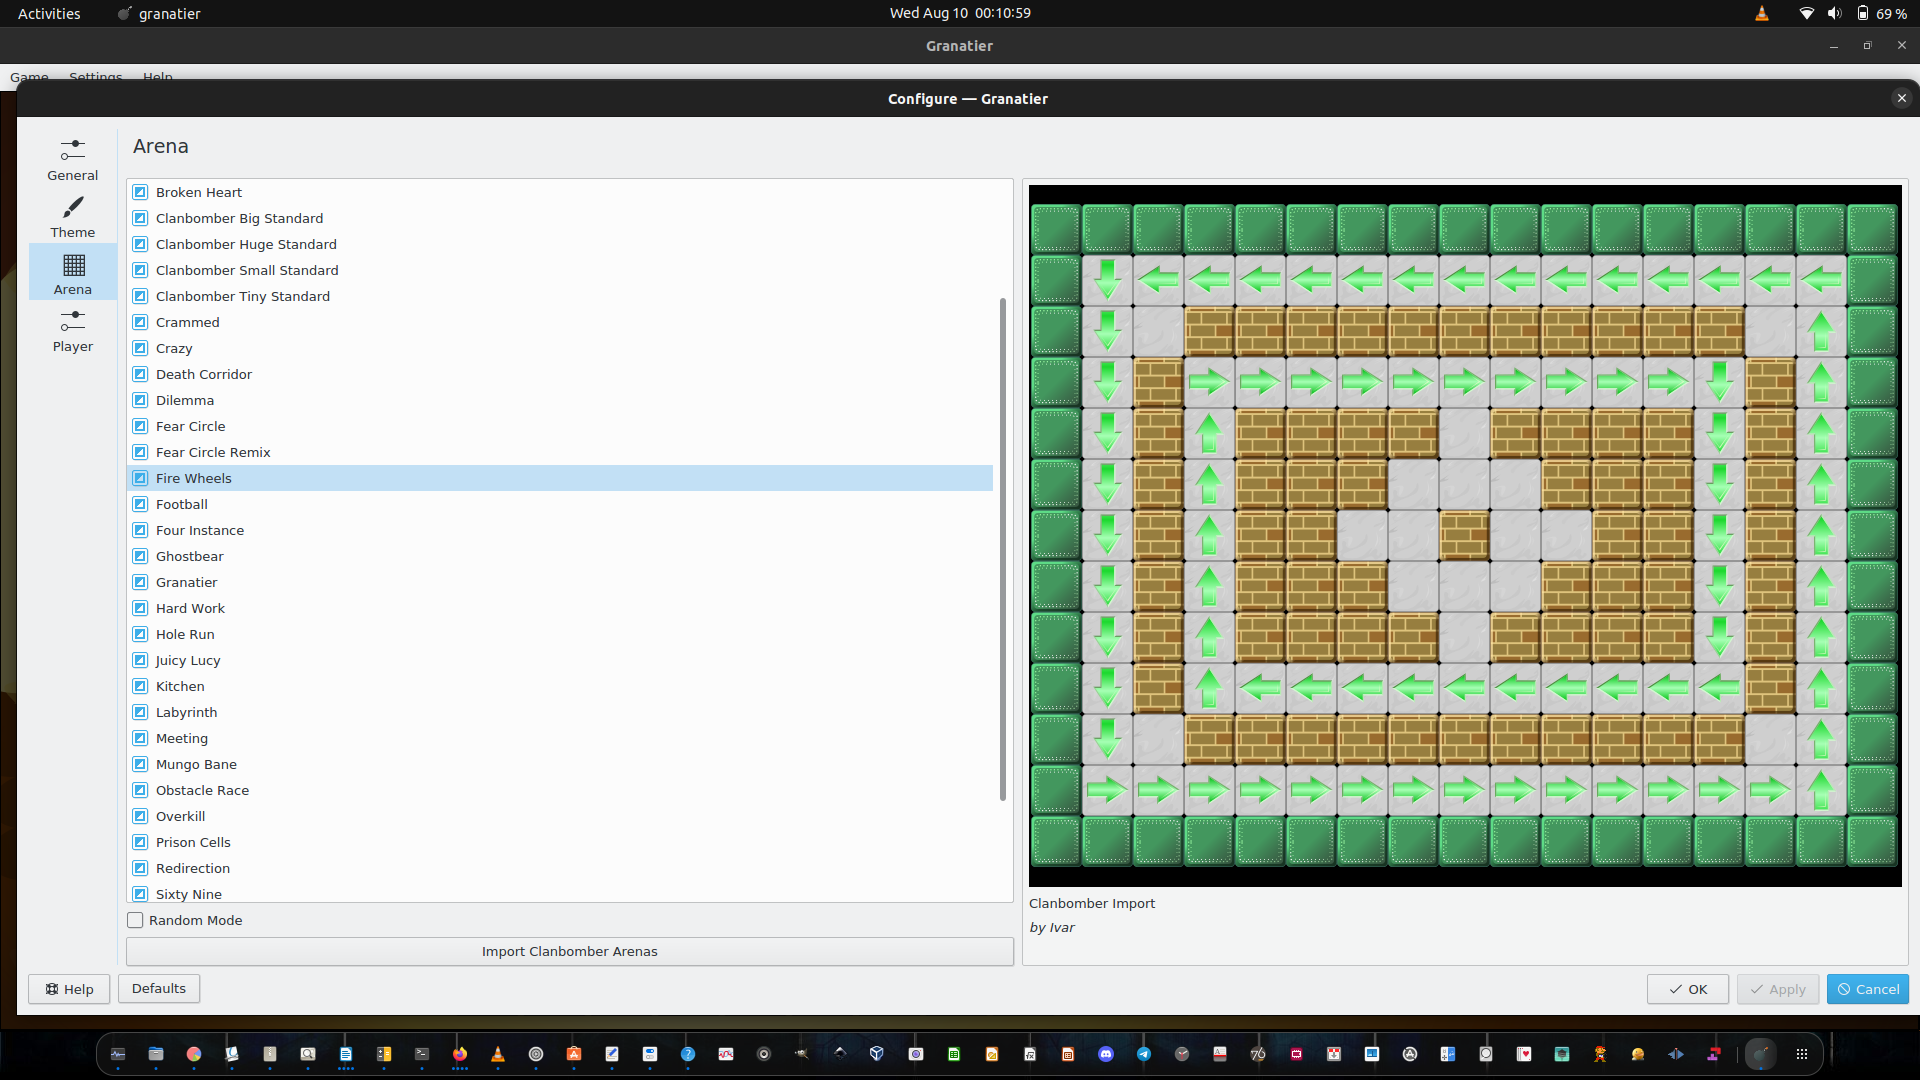 Activities
granatier
Wed Aug 10  00:10:59
69 %
Granatier
Game Settings Help
Configure — Granatier
General
Theme
Arena
Player
Arena
Broken Heart
Clanbomber Big Standard
Clanbomber Huge Standard
Clanbomber Small Standard
Clanbomber Tiny Standard
Crammed
Crazy
Death Corridor
Dilemma
Fear Circle
Fear Circle Remix
Fire Wheels
Football
Four Instance
Ghostbear
Granatier
Hard Work
Hole Run
Juicy Lucy
Kitchen
Labyrinth
Meeting
Mungo Bane
Obstacle Race
Overkill
Prison Cells
Redirection
Sixty Nine
Random Mode
Import Clanbomber Arenas
Clanbomber Import
by Ivar
Help
Defaults
OK
Apply
Cancel
76